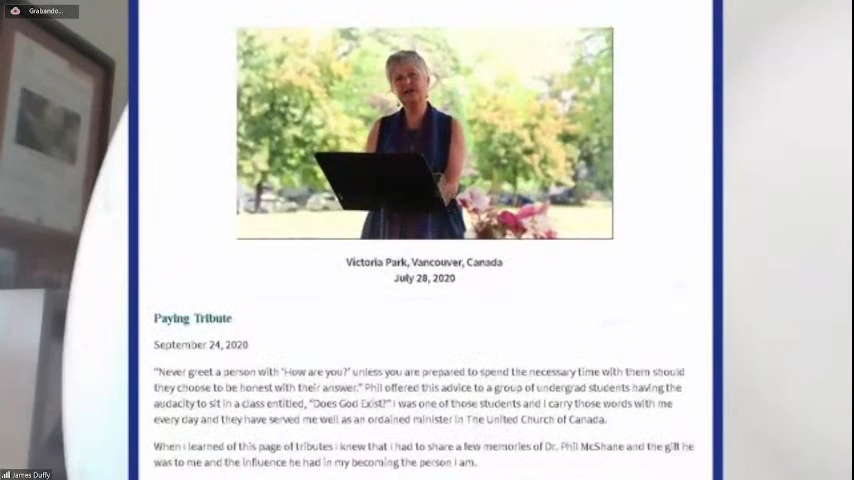 Grabando...
Victoria Park, Vancouver, Canada
July 28, 2020
Paying Tribute
September 24, 2020
"Never greet a person with 'How are you?' unless you are prepared to spend the necessary time with them should
they choose to be honest with their answer." Phil offered this advice to a group of undergrad students having the
audacity to sit in a class entitled, "Does God Exist?" I was one of those students and I carry those words with me
every day and they have served me well as an ordained minister in The United Church of Canada.
When I learned of this page of tributes I knew that I had to share a few memories of Dr. Phil McShane and the gift he
was to me and the influence he had in my becoming the person I am.
James Duffy